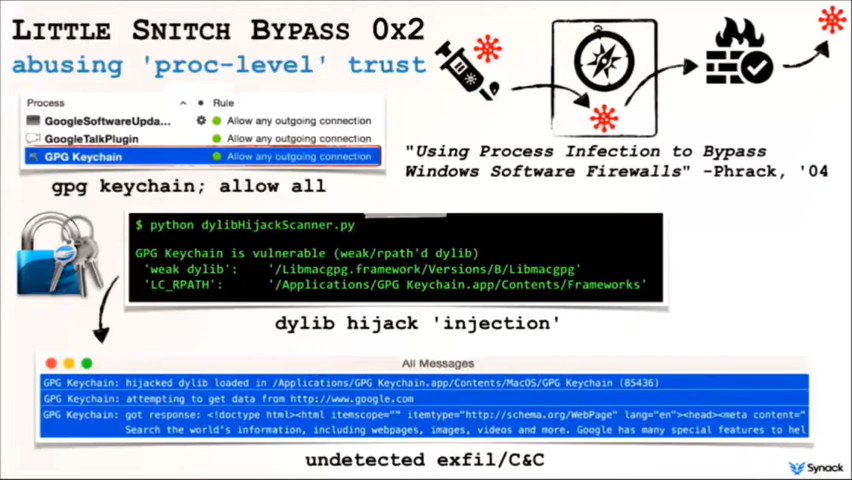 LITTLE SNITCH BYPASS 0X2
abusing 'proc-level' trust
Process
Rule
GoogleSoftwareUpda...
Allow any outgoing connection
GoogleTalkPlugin
Allow any outgoing connection
GPG Keychain
Allow any outgoing connection
gpg keychain; allow all
"Using Process Infection to Bypass
Windows Software Firewalls" -Phrack, '04
$ python dylibHijackScanner.py
GPG Keychain is vulnerable (weak/rpath'd dylib)
'weak dylib': '/Libmacgpg.framework/Versions/B/Libmacgpg'
'LC_RPATH': '/Applications/GPG Keychain.app/Contents/Frameworks'
dylib hijack 'injection'
All Messages
GPG Keychain: hijacked dylib loaded in /Applications/GPG Keychain.app/Contents/MacOS/GPG Keychain (85436)
GPG Keychain: attempting to get data from http://www.google.com
GPG Keychain: got response: <!doctype html><html itemscope="" itemtype="http://schema.org/WebPage" lang="en"><head><meta content="
Search the world's information, including webpages, images, videos and more. Google has many special features to hel
undetected exfil/C&C
Synack